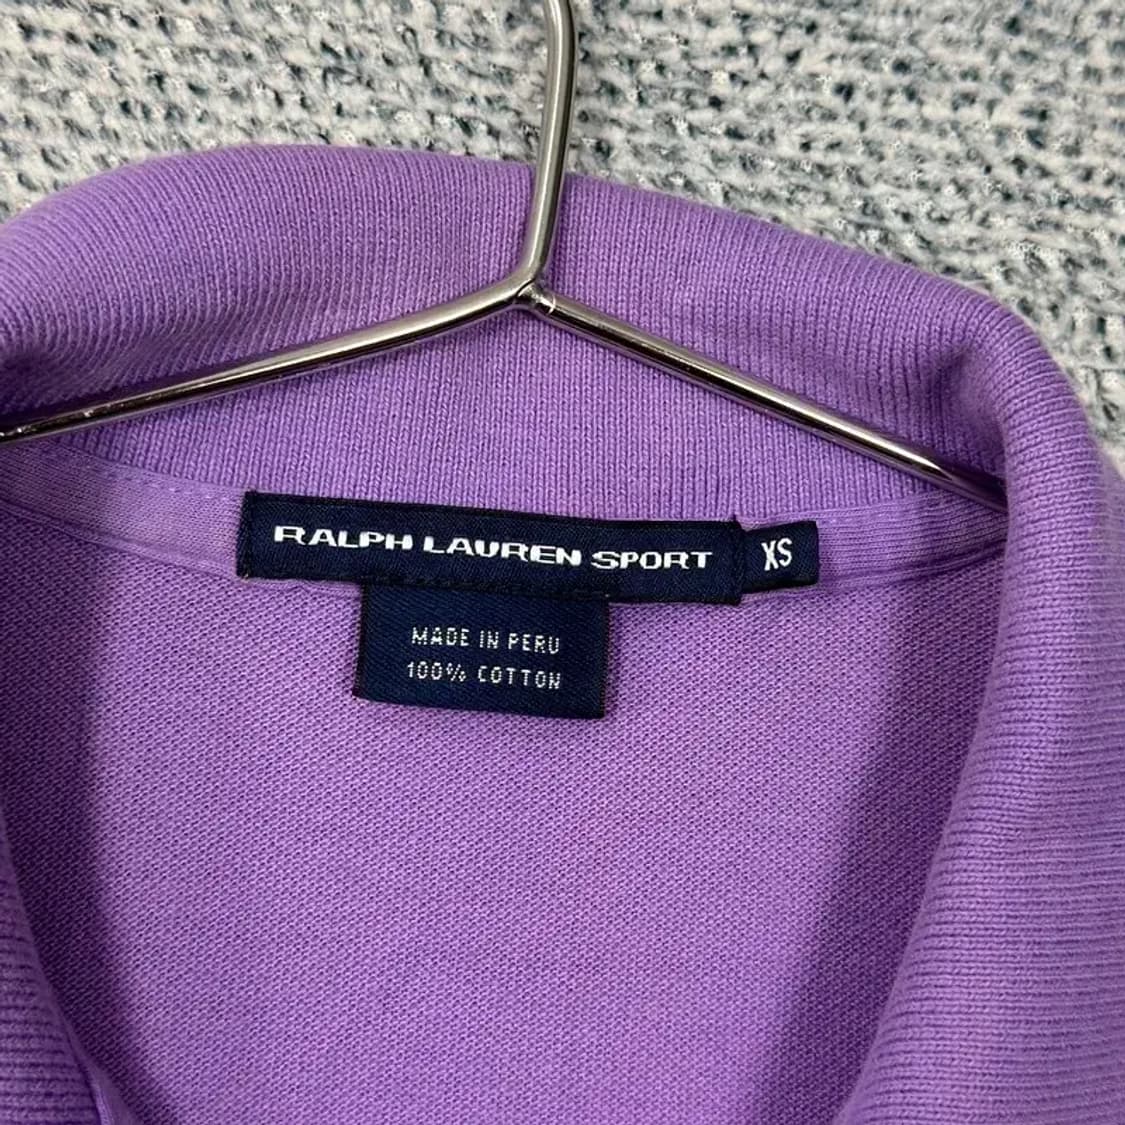 RALPH LAUREN SPORT XS
MADE IN PERU
100% COTTON